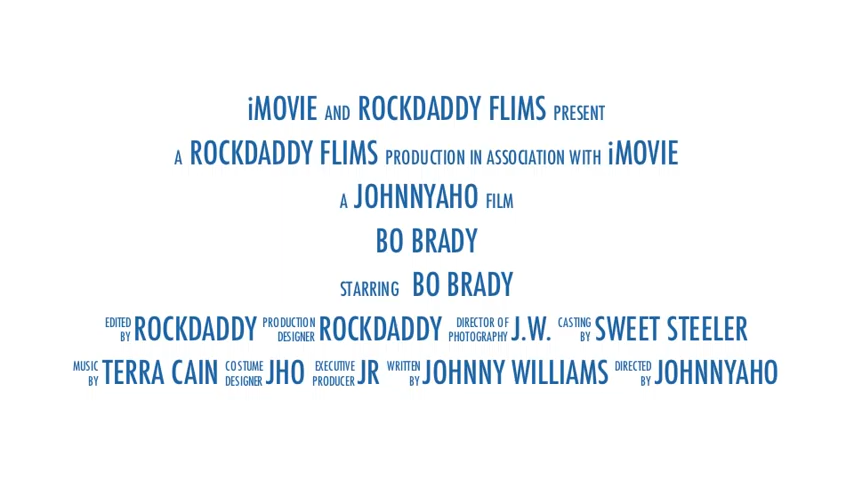 iMOVIE AND ROCKDADDY FLIMS PRESENT
A ROCKDADDY FLIMS PRODUCTION IN ASSOCIATION WITH iMOVIE
A JOHNNYAHO FILM
BO BRADY
STARRING BO BRADY
EDITED BY ROCKDADDY PRODUCTION DESIGNER ROCKDADDY DIRECTOR OF PHOTOGRAPHY J.W. CASTING BY SWEET STEELER
MUSIC BY TERRA CAIN COSTUME DESIGNER JHO EXECUTIVE PRODUCER JR WRITTEN BY JOHNNY WILLIAMS DIRECTED BY JOHNNYAHO